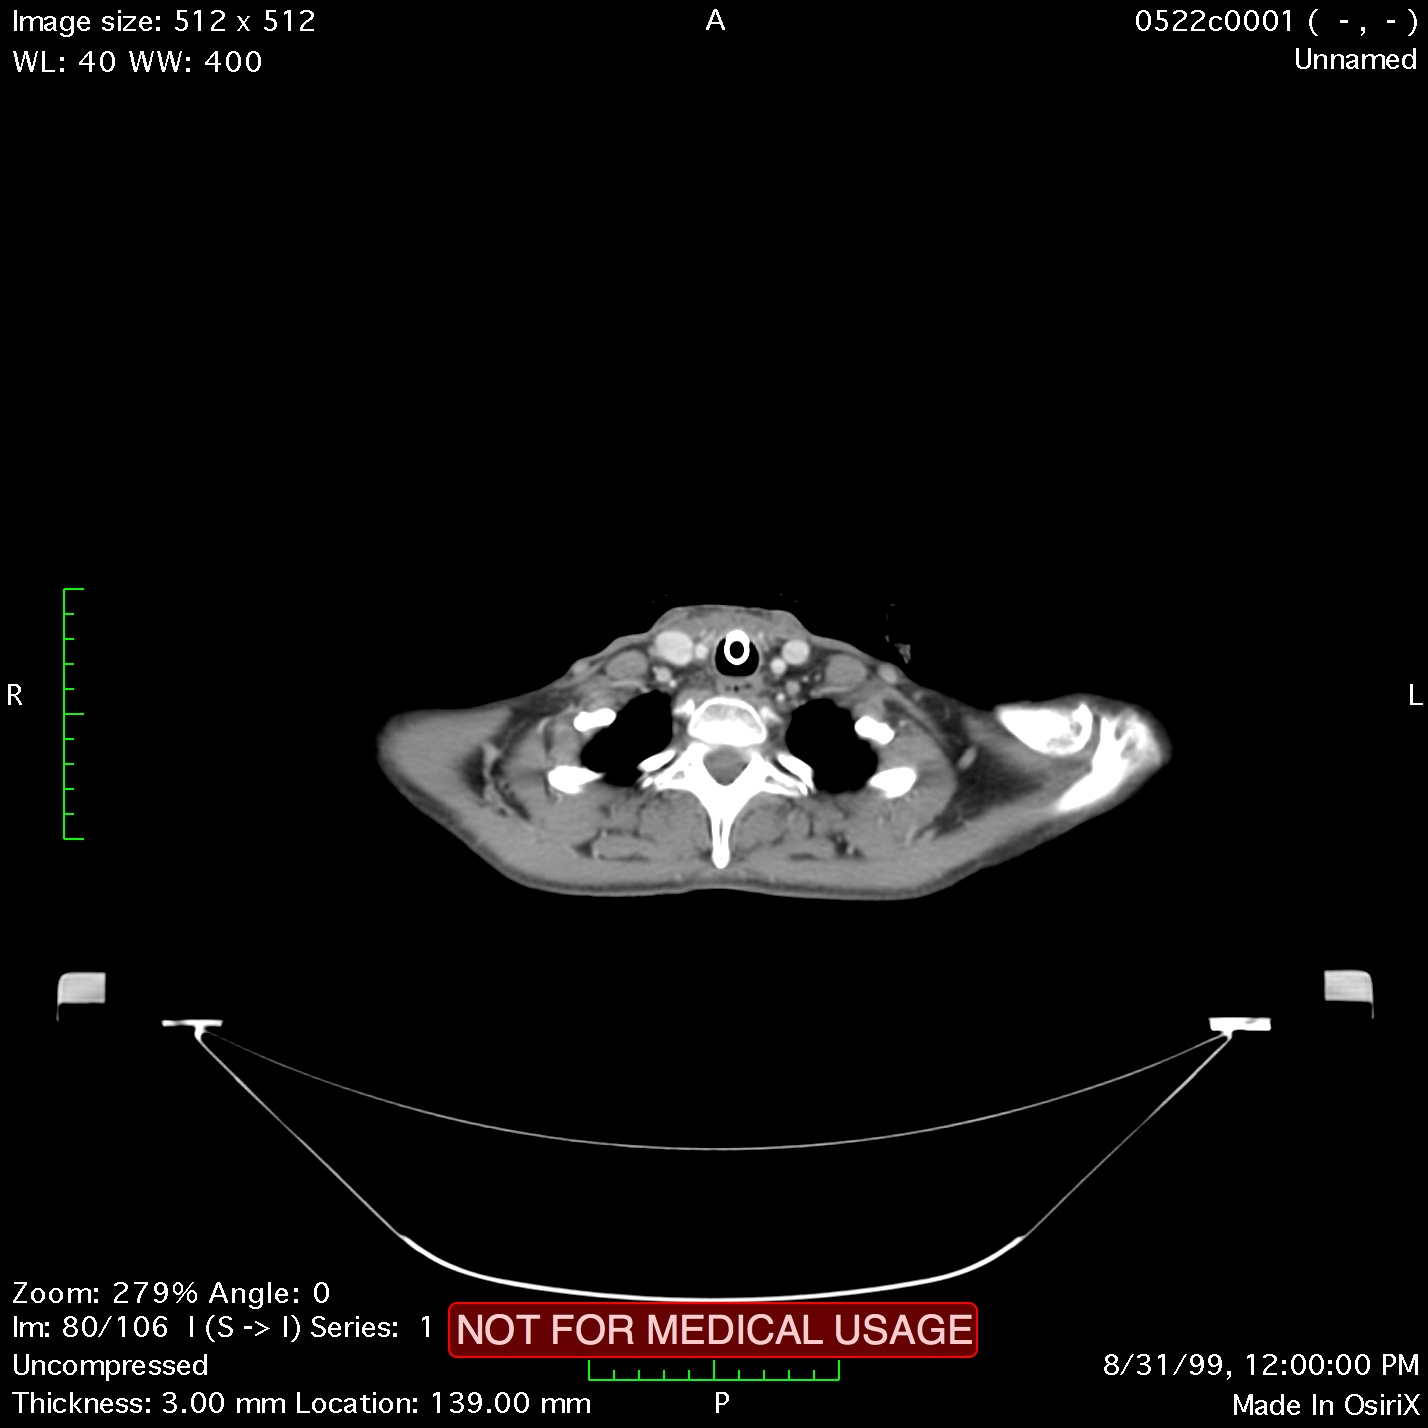 Image size: 512 x 512
WL: 40 WW: 400
A
0522c0001 ( - , - )
Unnamed
R
L
Zoom: 279% Angle: 0
Im: 80/106 I (S -> I) Series: 1
Uncompressed
Thickness: 3.00 mm Location: 139.00 mm
NOT FOR MEDICAL USAGE
P
8/31/99, 12:00:00 PM
Made In OsiriX